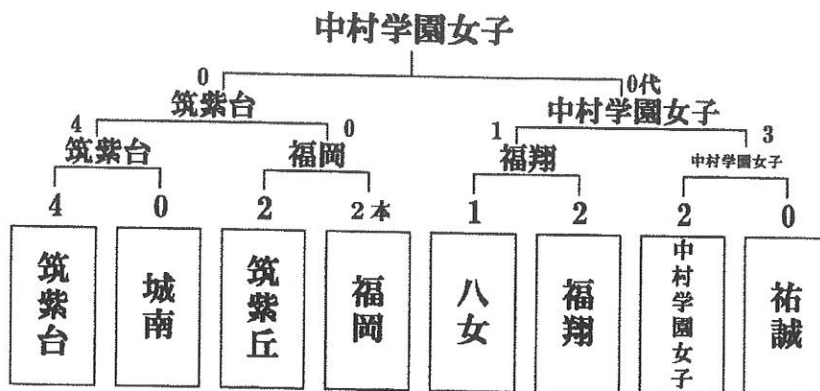 中村学園女子
0 0代
筑紫台 中村学園女子
4 0 1 3
筑紫台 福岡 福翔 中村学園女子
4 0 2 2本 1 2 2 0
筑紫台 城南 筑紫丘 福岡 八女 福翔 中村学園女子 祐誠